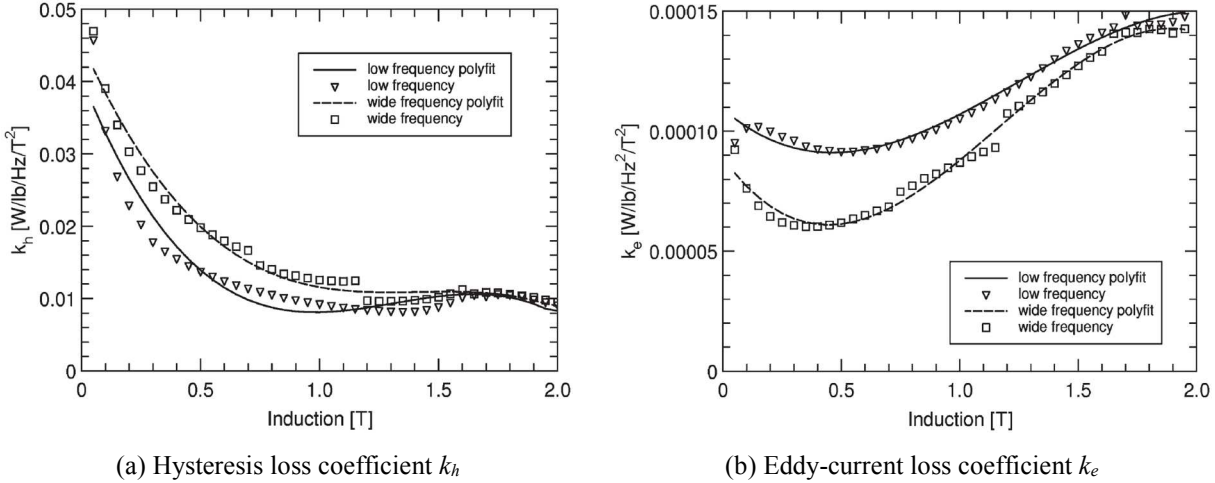 0.05
0.04
0.03
0.02
0.01
0
k_h [W/lb/Hz/T^2]
low frequency polyfit
low frequency
wide frequency polyfit
wide frequency
0 0.5 1.0 1.5 2.0
Induction [T]
(a) Hysteresis loss coefficient k_h
0.00015
0.00010
0.00005
0
k_e [W/lb/Hz^2/T^2]
low frequency polyfit
low frequency
wide frequency polyfit
wide frequency
0.0 0.5 1.0 1.5 2.0
Induction [T]
(b) Eddy-current loss coefficient k_e